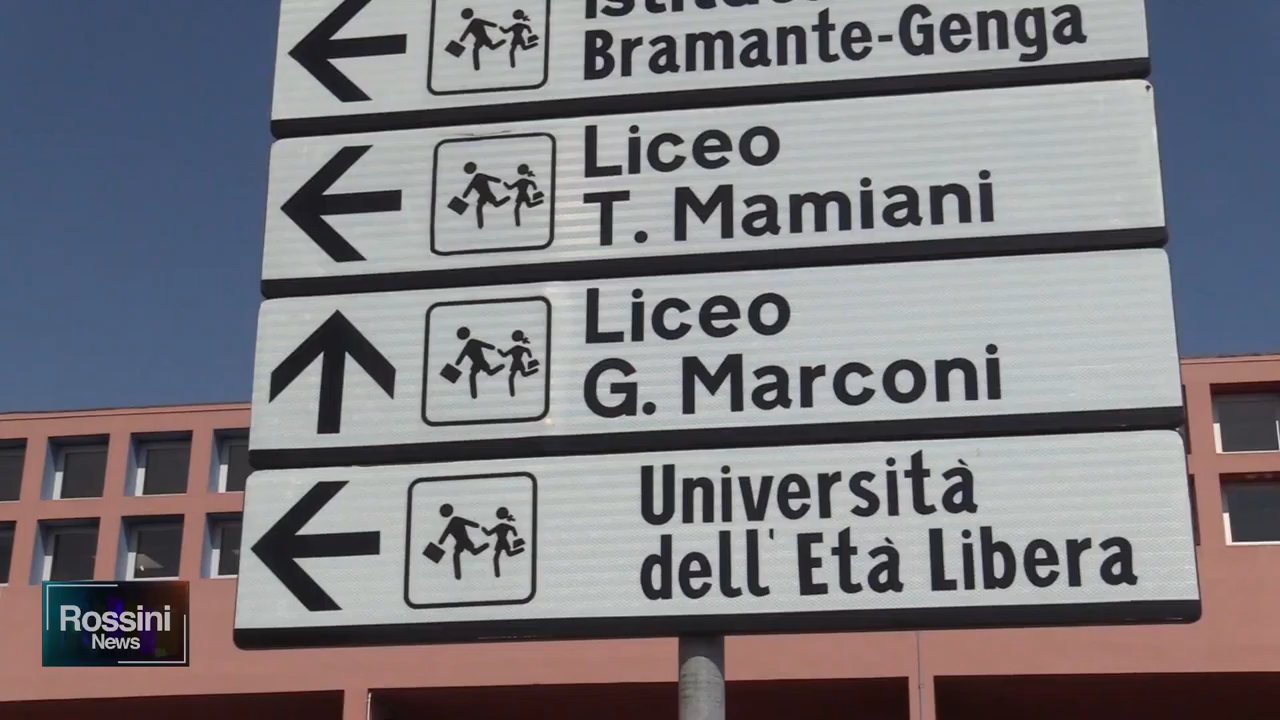 Bramante-Genga
Liceo
T. Mamiani
Liceo
G. Marconi
Università
dell'Età Libera
Rossini
News